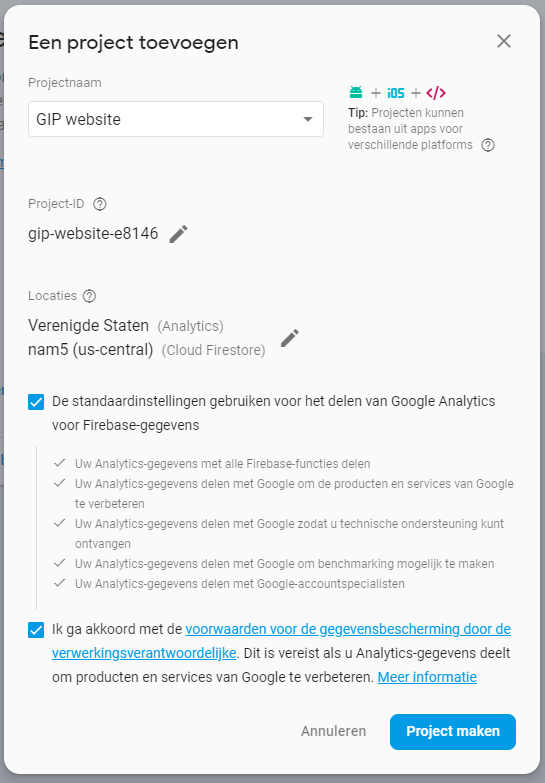 Een project toevoegen
Projectnaam
GIP website
+ iOS + </>
Tip: Projecten kunnen
bestaan uit apps voor
verschillende platforms
Project-ID
gip-website-e8146
Locaties
Verenigde Staten (Analytics)
nam5 (us-central) (Cloud Firestore)
De standaardinstellingen gebruiken voor het delen van Google Analytics
voor Firebase-gegevens
Uw Analytics-gegevens met alle Firebase-functies delen
Uw Analytics-gegevens delen met Google om de producten en services van Google
te verbeteren
Uw Analytics-gegevens delen met Google zodat u technische ondersteuning kunt
ontvangen
Uw Analytics-gegevens delen met Google om benchmarking mogelijk te maken
Uw Analytics-gegevens delen met Google-accountspecialisten
Ik ga akkoord met de voorwaarden voor de gegevensbescherming door de
verwerkingsverantwoordelijke. Dit is vereist als u Analytics-gegevens deelt
om producten en services van Google te verbeteren. Meer informatie
Annuleren
Project maken